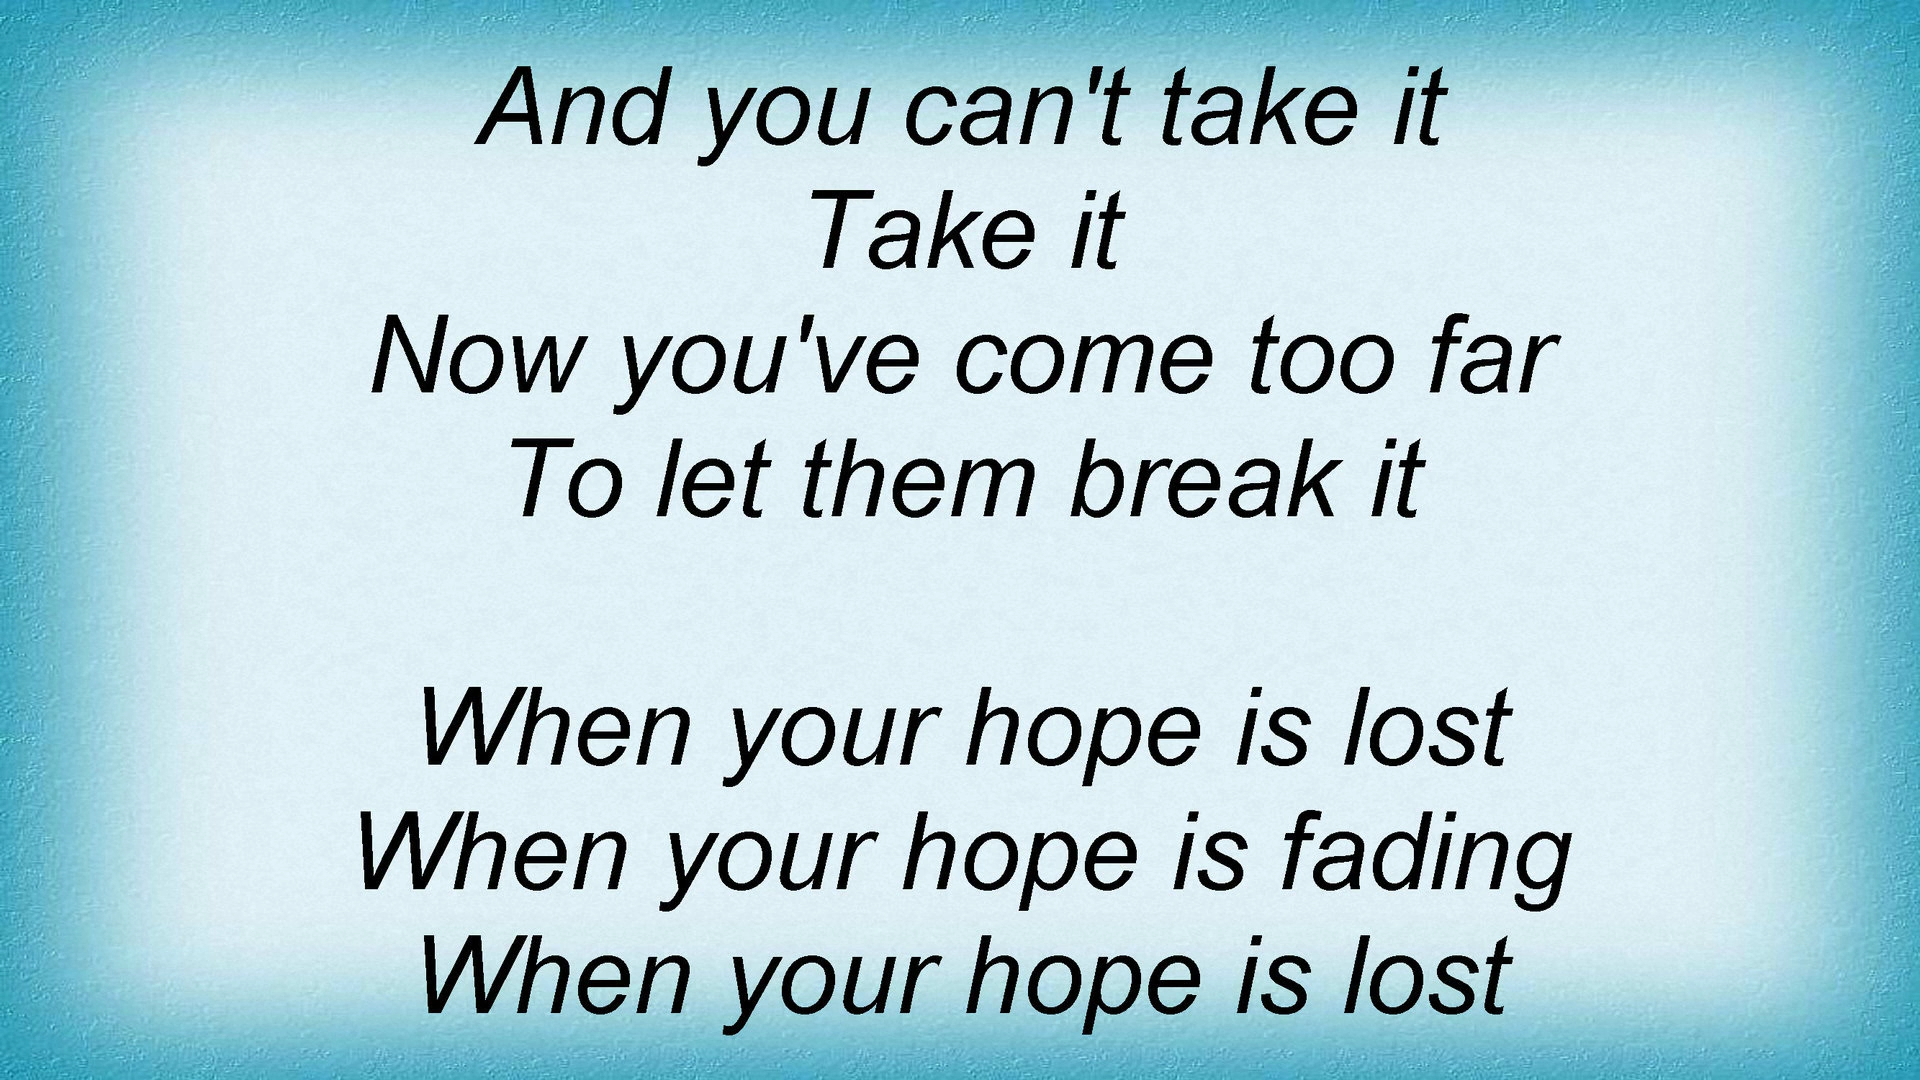 And you can't take it
Take it
Now you've come too far
To let them break it
When your hope is lost
When your hope is fading
When your hope is lost